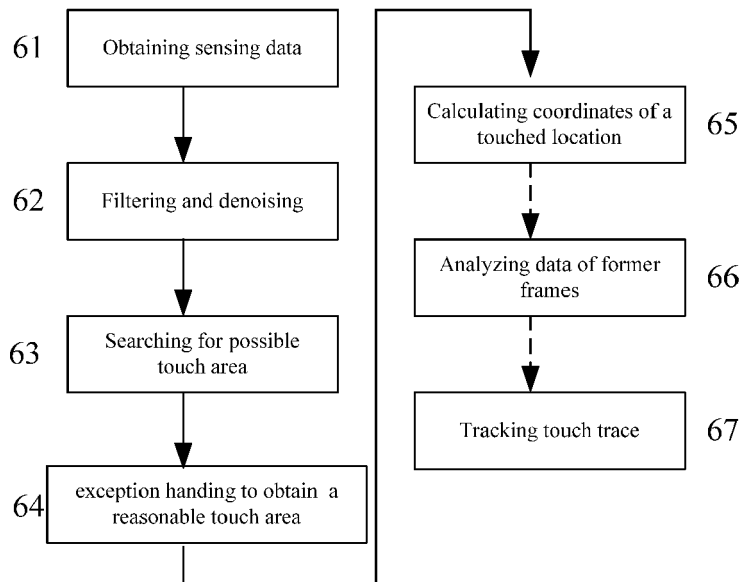 61
Obtaining sensing data
62
Filtering and denoising
63
Searching for possible
touch area
64
exception handing to obtain a
reasonable touch area
Calculating coordinates of a
touched location
65
Analyzing data of former
frames
66
Tracking touch trace
67